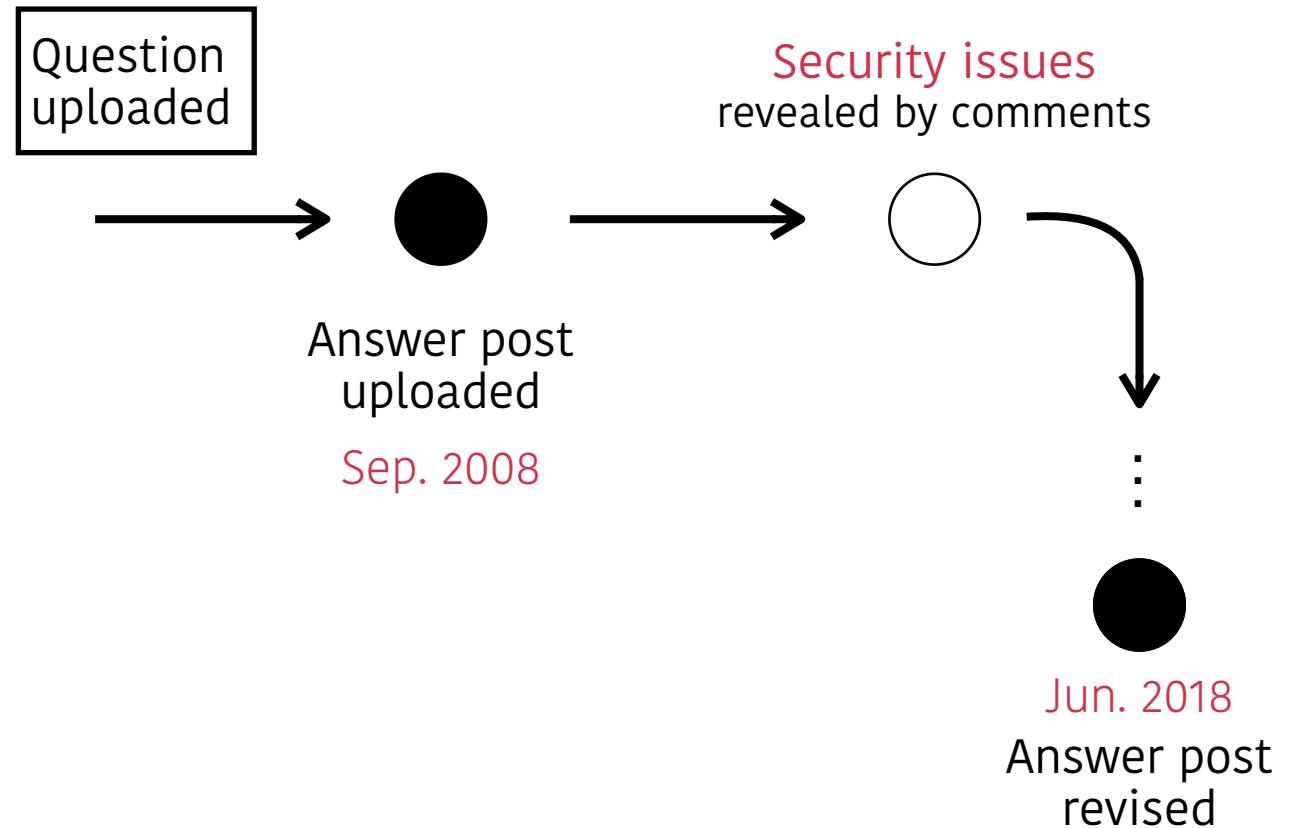 Question
uploaded
Security issues
revealed by comments
Answer post
uploaded
Sep. 2008
Jun. 2018
Answer post
revised